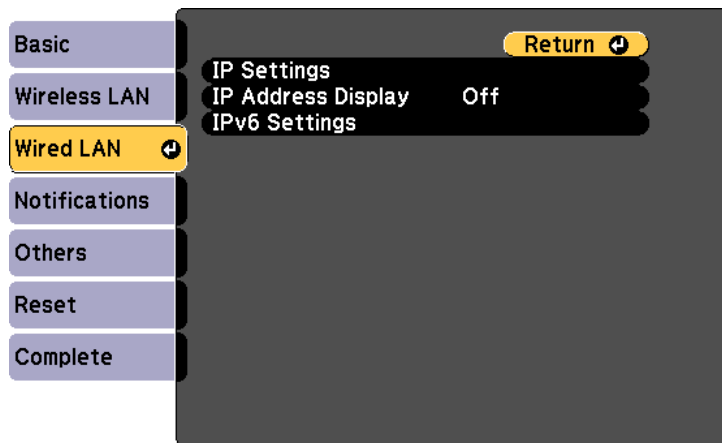 Basic
Wireless LAN
Wired LAN
Notifications
Others
Reset
Complete
Return
IP Settings
IP Address Display Off
IPv6 Settings